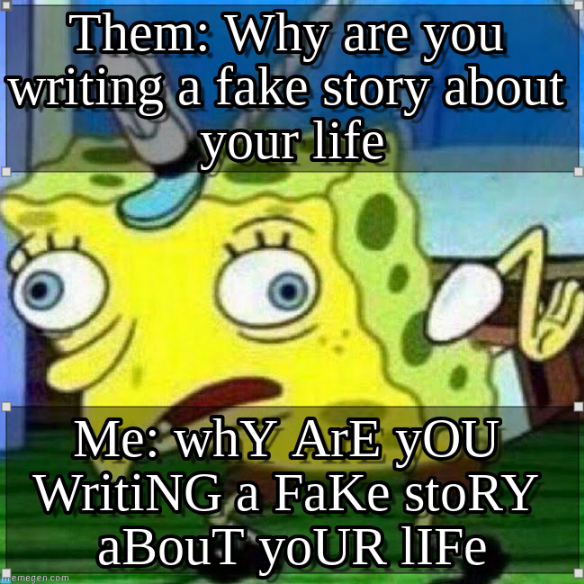 Them: Why are you
writing a fake story about
your life
Me: whY ArE yOU
WritiNG a FaKe stoRY
aBouT yoUR lIFe
memegen.com